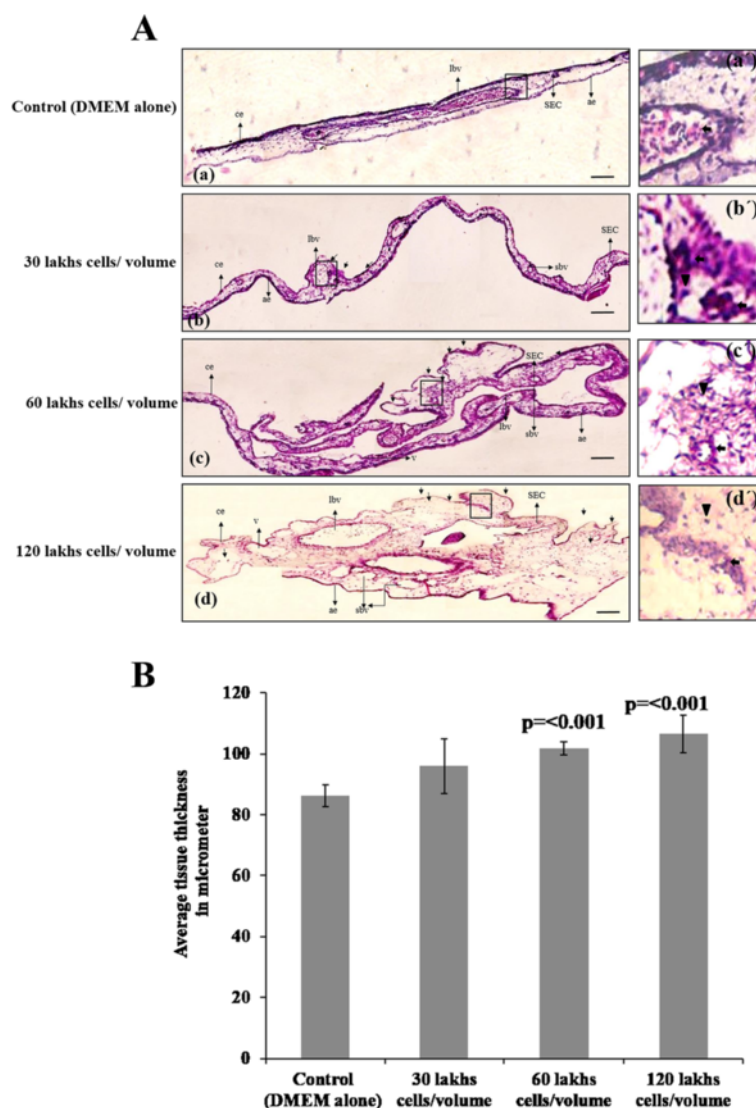 A
Control (DMEM alone)
ce
lbv
SEC
ae
(a)
(a´)
30 lakhs cells/ volume
ce
ae
lbv
sbv
SEC
(b)
(b´)
60 lakhs cells/ volume
ce
SEC
v
lbv
sbv
ae
(c)
(c´)
120 lakhs cells/ volume
ce
v
lbv
SEC
ae
sbv
(d)
(d´)
B
Average tissue thickness
in micrometer
120
100
80
60
40
20
0
p=<0.001
p=<0.001
Control
(DMEM alone)
30 lakhs
cells/volume
60 lakhs
cells/volume
120 lakhs
cells/volume